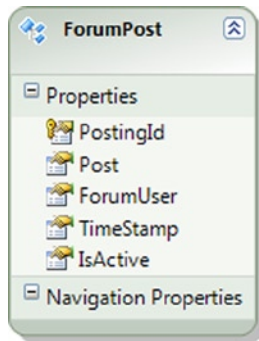 ForumPost
Properties
PostingId
Post
ForumUser
TimeStamp
IsActive
Navigation Properties